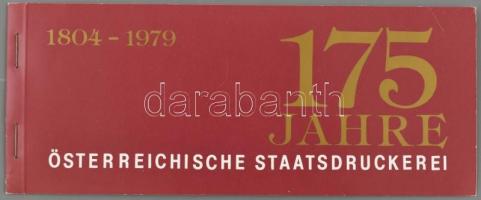 1804 - 1979
175
JAHRE
darabanth
ÖSTERREICHISCHE STAATSDRUCKEREI